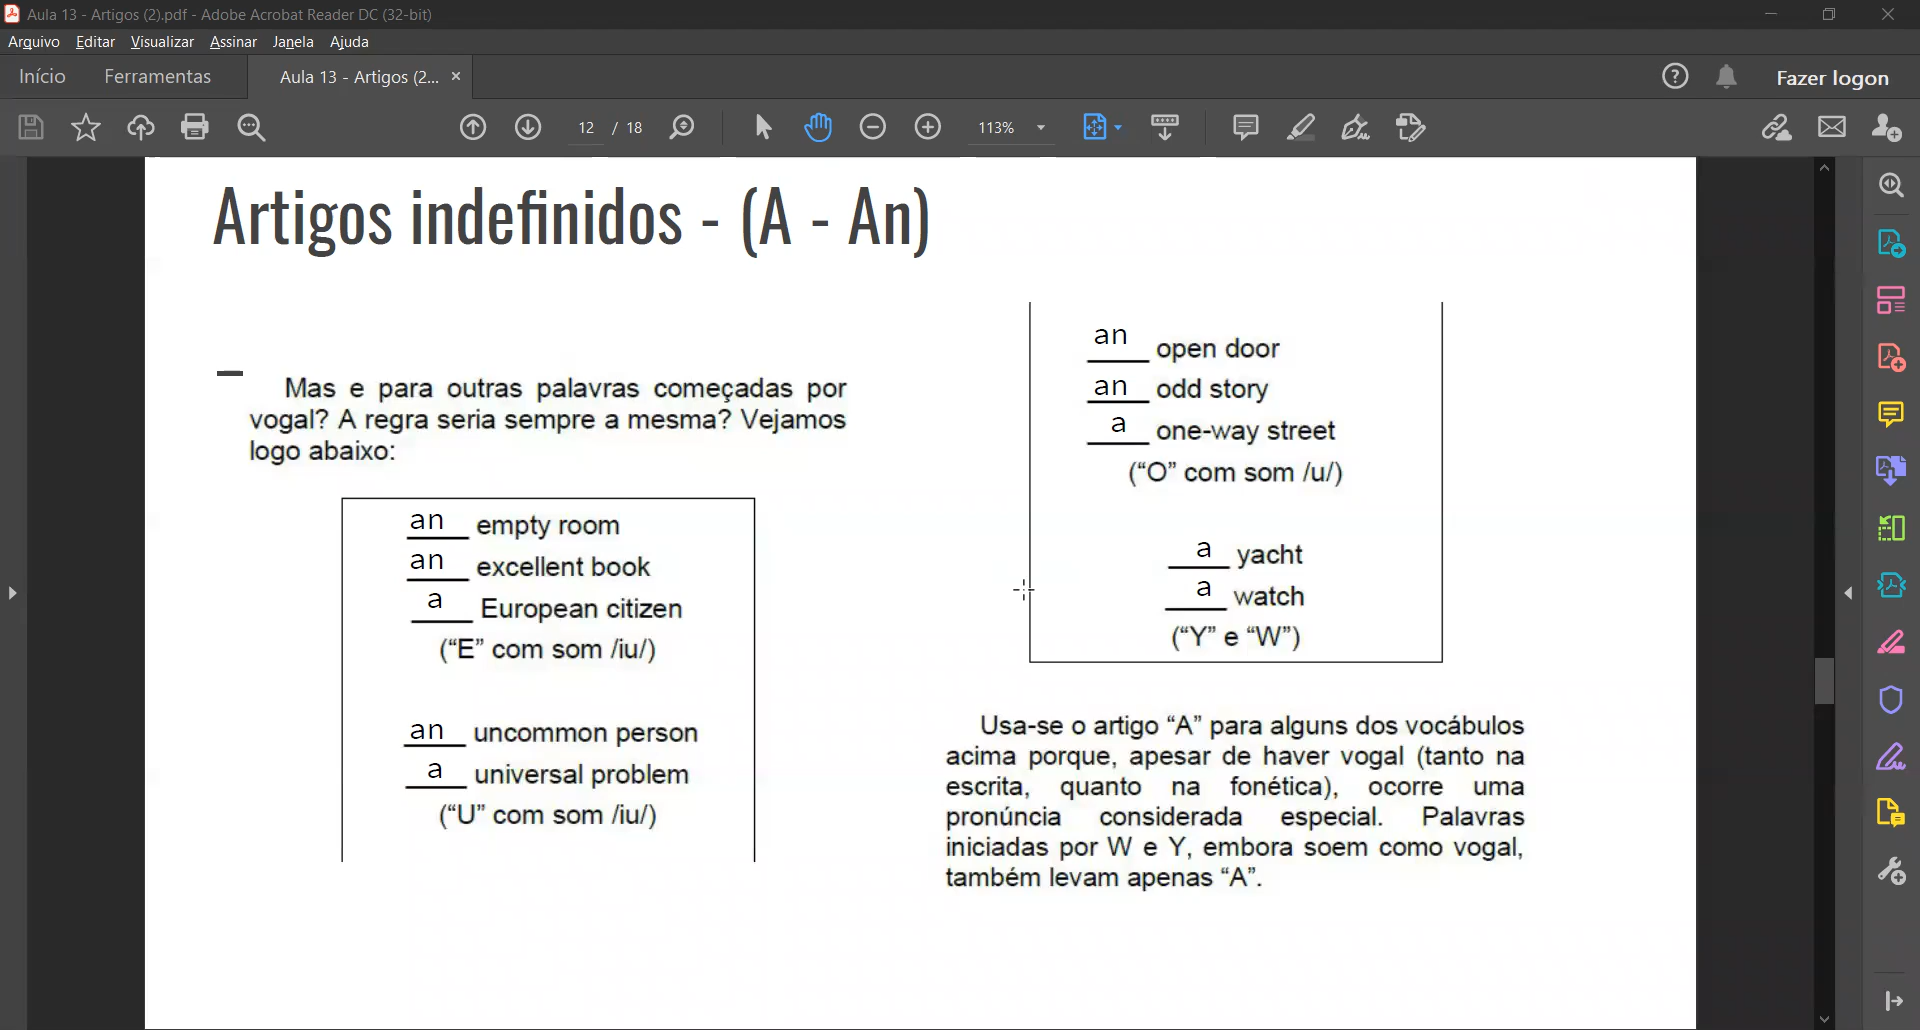 Aula 13 - Artigos (2).pdf - Adobe Acrobat Reader DC (32-bit)
Arquivo Editar Visualizar Assinar Janela Ajuda
Início Ferramentas Aula 13 - Artigos (2... × Fazer logon
12 / 18 113%
Artigos indefinidos - (A - An)
Mas e para outras palavras começadas por
vogal? A regra seria sempre a mesma? Vejamos
logo abaixo:
an empty room
an excellent book
a European citizen
("E" com som /iu/)
an uncommon person
a universal problem
("U" com som /iu/)
an open door
an odd story
a one-way street
("O" com som /u/)
a yacht
a watch
("Y" e "W")
Usa-se o artigo "A" para alguns dos vocábulos
acima porque, apesar de haver vogal (tanto na
escrita, quanto na fonética), ocorre uma
pronúncia considerada especial. Palavras
iniciadas por W e Y, embora soem como vogal,
também levam apenas "A".